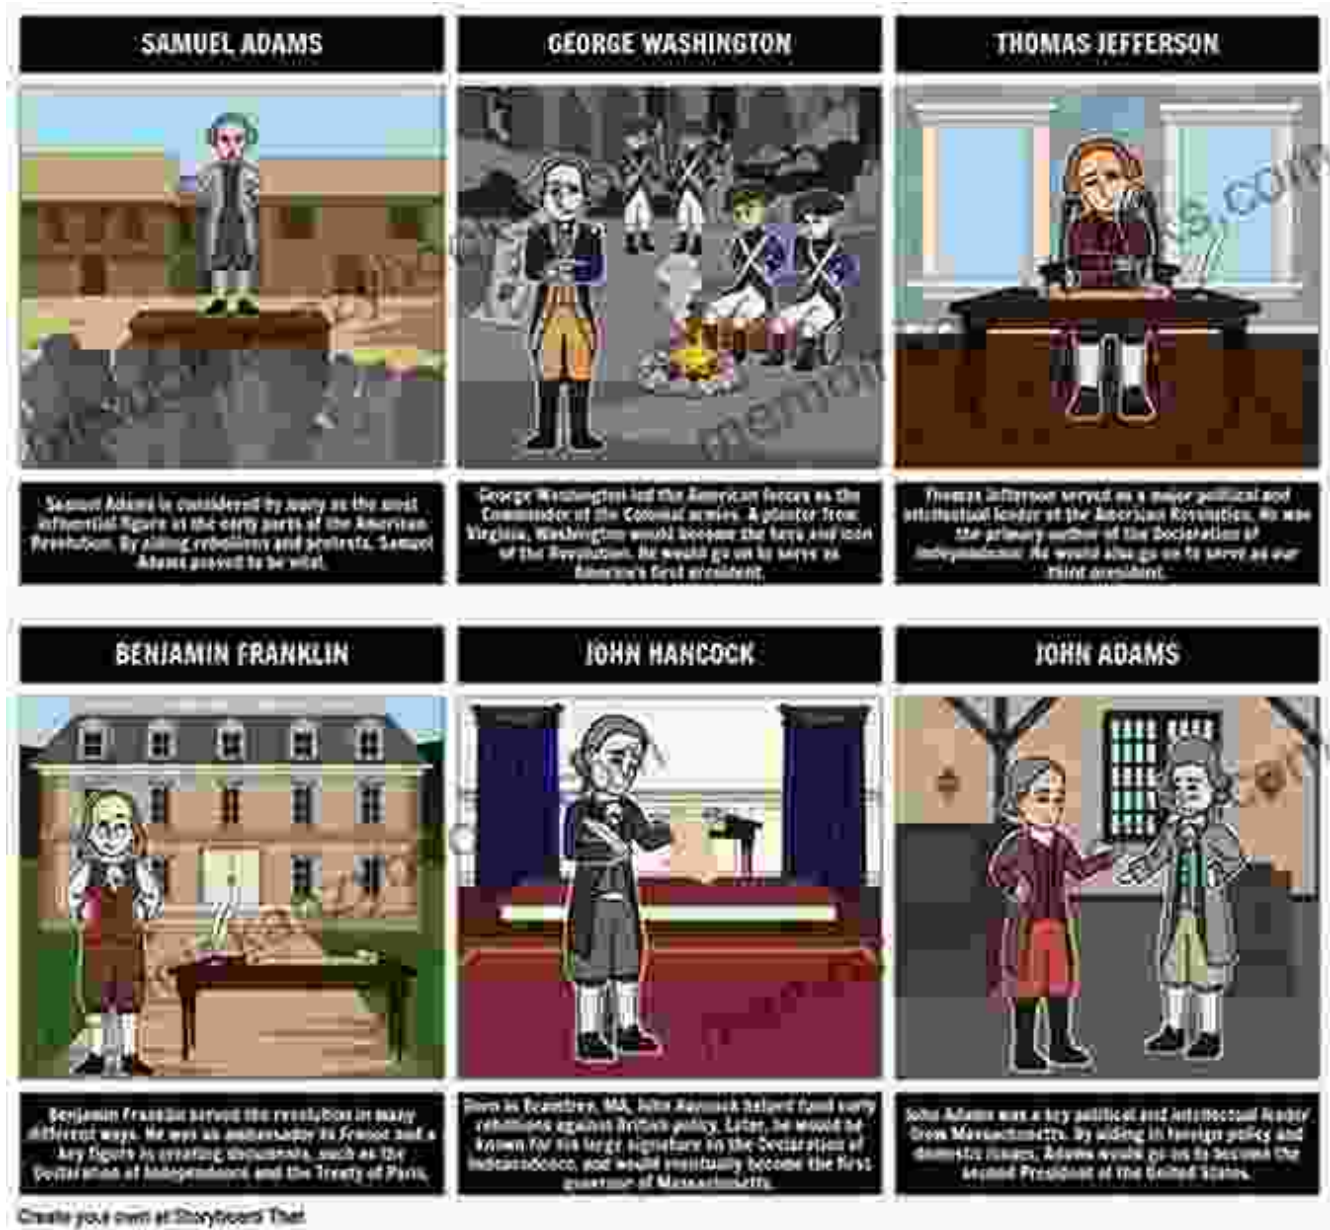 SAMUEL ADAMS
GEORGE WASHINGTON
THOMAS JEFFERSON
Samuel Adams is considered by many as the most
influential figure in the early parts of the American
Revolution. By aiding rebellions and protests, Samuel
Adams proved to be vital.
George Washington led the American forces as the
Commander of the Colonial armies. A planter from
Virginia, Washington would become the hero and icon
of the Revolution. He would go on to serve as
America's first president.
Thomas Jefferson served as a major political and
intellectual leader of the American Revolution. He was
the primary author of the Declaration of
Independence. He would also go on to serve as our
third president.
BENJAMIN FRANKLIN
JOHN HANCOCK
JOHN ADAMS
Benjamin Franklin served the revolution in many
different ways. He was an ambassador to France and a
key figure in creating documents, such as the
Declaration of Independence and the Treaty of Paris.
Born in Braintree, MA, John Hancock helped fund early
rebellions against British policy. Later, he would be
known for his large signature on the Declaration of
Independence, and would eventually become the first
governor of Massachusetts.
John Adams was a key political and intellectual leader
from Massachusetts. By aiding in foreign policy and
domestic issues, Adams would go on to become the
second President of the United States.
Create your own at Storyboard That